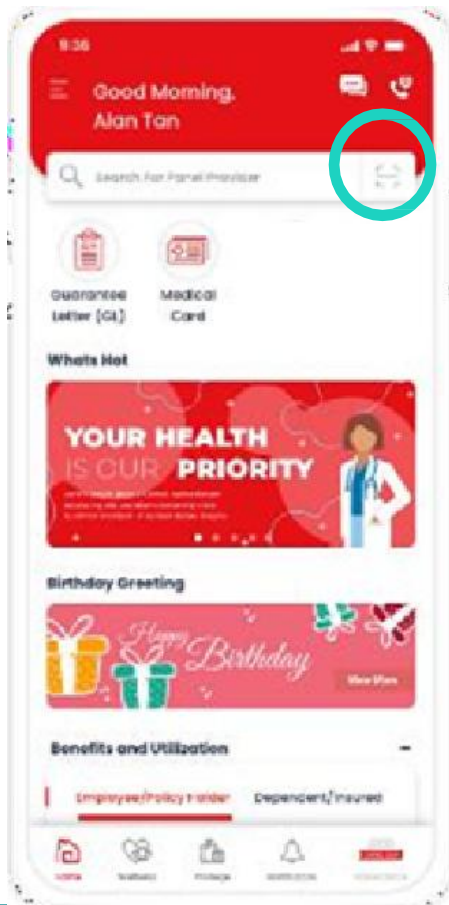 9:36
Good Morning,
Alan Tan
Search For Panel Provider
Guarantee
Letter (GL)
Medical
Card
Whats Hot
YOUR HEALTH
IS OUR PRIORITY
Birthday Greeting
Happy
Birthday
View More
Benefits and Utilization
Employee/Policy Holder Dependent/Insured
Home Wellness